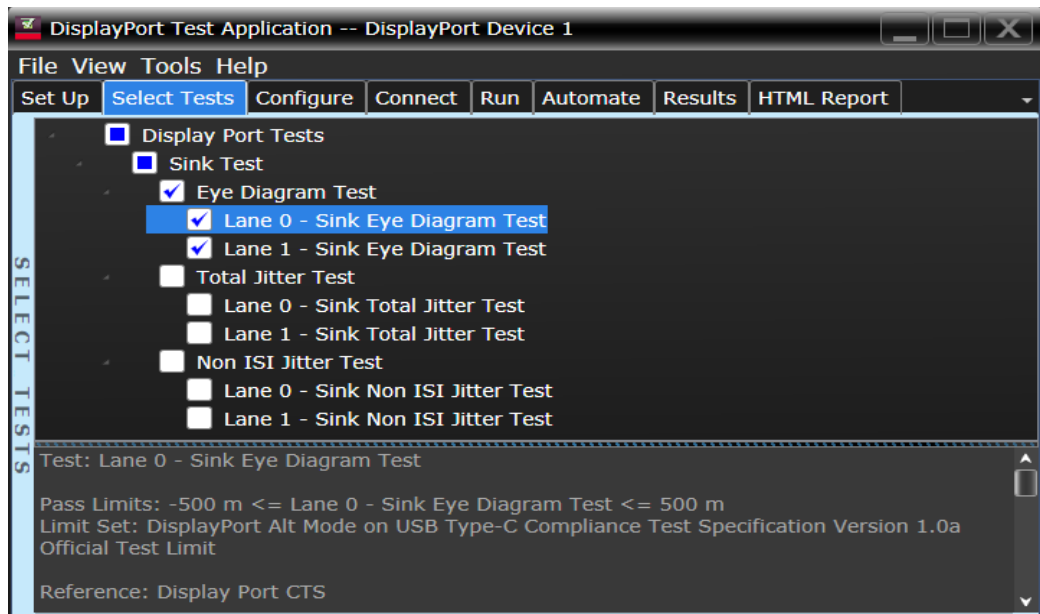 DisplayPort Test Application -- DisplayPort Device 1
File View Tools Help
Set Up Select Tests Configure Connect Run Automate Results HTML Report
SELECT TESTS
Display Port Tests
Sink Test
Eye Diagram Test
Lane 0 - Sink Eye Diagram Test
Lane 1 - Sink Eye Diagram Test
Total Jitter Test
Lane 0 - Sink Total Jitter Test
Lane 1 - Sink Total Jitter Test
Non ISI Jitter Test
Lane 0 - Sink Non ISI Jitter Test
Lane 1 - Sink Non ISI Jitter Test
Test: Lane 0 - Sink Eye Diagram Test
Pass Limits: -500 m <= Lane 0 - Sink Eye Diagram Test <= 500 m
Limit Set: DisplayPort Alt Mode on USB Type-C Compliance Test Specification Version 1.0a
Official Test Limit
Reference: Display Port CTS